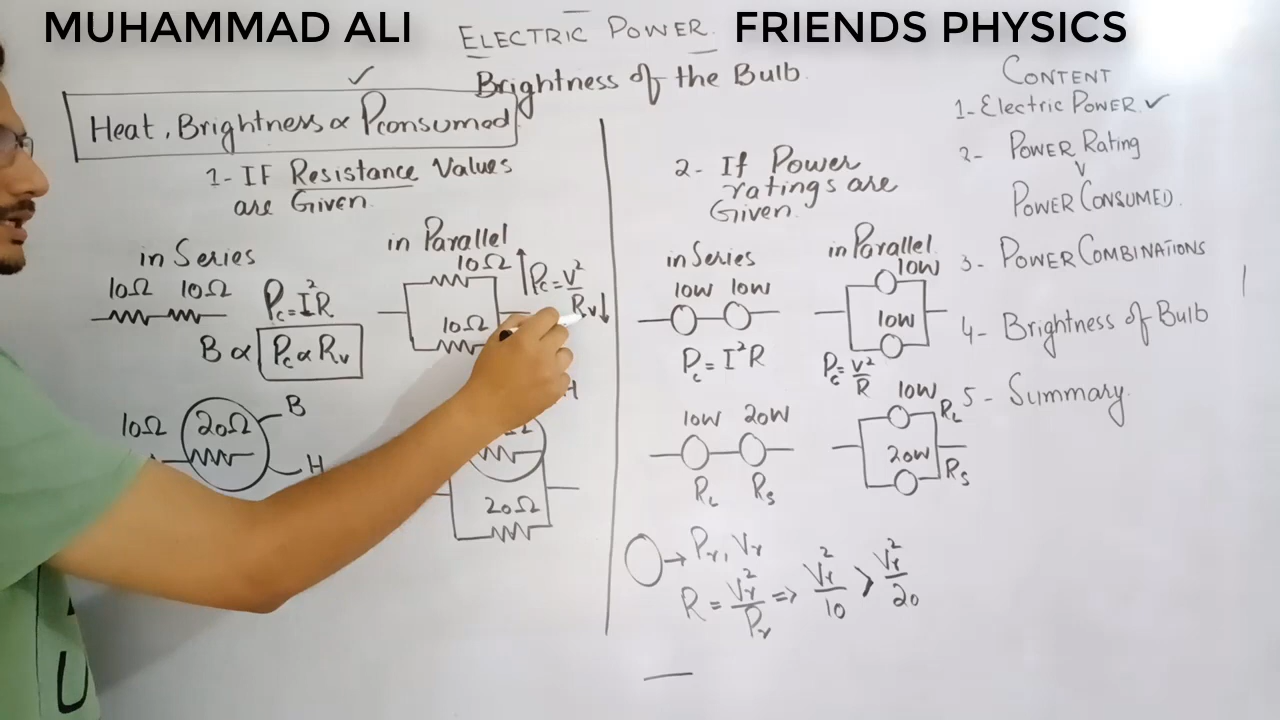 MUHAMMAD ALI
FRIENDS PHYSICS
ELECTRIC POWER
Brightness of the Bulb
Heat, Brightness ∝ Pconsumed
1- IF Resistance Values
are Given
in Series
10Ω 10Ω
Pc = I²R
B ∝ Pc ∝ Rv
10Ω 20Ω
B
H
in Parallel
10Ω
10Ω
Pc = V²
Rv
H
20Ω
2- If Power
ratings are
Given
in Series
10W 10W
Pc = I²R
10W 20W
RL RS
in Parallel
10W
10W
Pc = V²/R
10W RL
20W
RS
→ Pr, Vr
R = Vr²/Pr => Vr²/10 > Vr²/20
CONTENT
1- Electric POWER ✓
2- POWER Rating
POWER CONSUMED
3- POWER COMBINATIONS
4- Brightness of Bulb
5- Summary